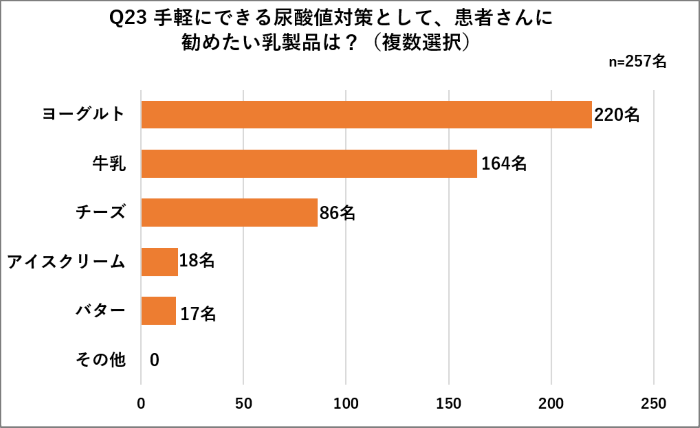 Q23 手軽にできる尿酸値対策として、患者さんに
勧めたい乳製品は？（複数選択）
n=257名
ヨーグルト 220名
牛乳 164名
チーズ 86名
アイスクリーム 18名
バター 17名
その他 0
0 50 100 150 200 250